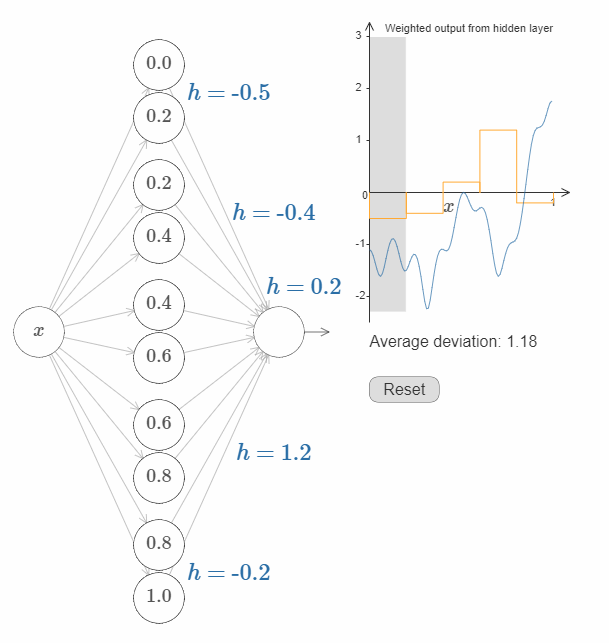 0.0
h = -0.5
0.2
0.2
h = -0.4
0.4
h = 0.2
0.4
x
0.6
0.6
h = 1.2
0.8
0.8
h = -0.2
1.0
Weighted output from hidden layer
3
2
1
0
x
1
-1
-2
Average deviation: 1.18
Reset